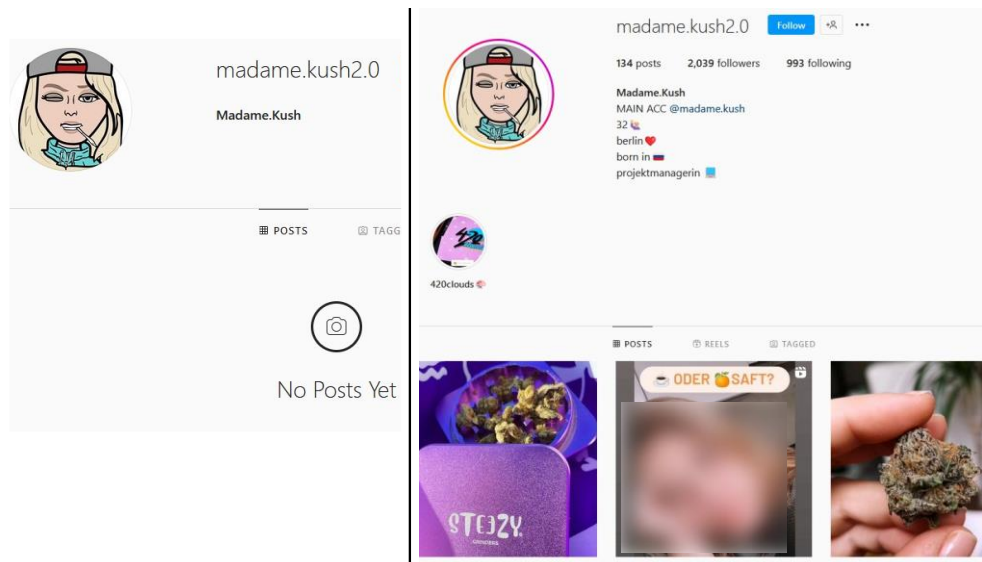 madame.kush2.0
Madame.Kush
POSTS TAGG
No Posts Yet
madame.kush2.0 Follow
134 posts 2,039 followers 993 following
Madame.Kush
MAIN ACC @madame.kush
32
berlin
born in
projektmanagerin
420
420clouds
POSTS REELS TAGGED
ODER SAFT?
STEEZY